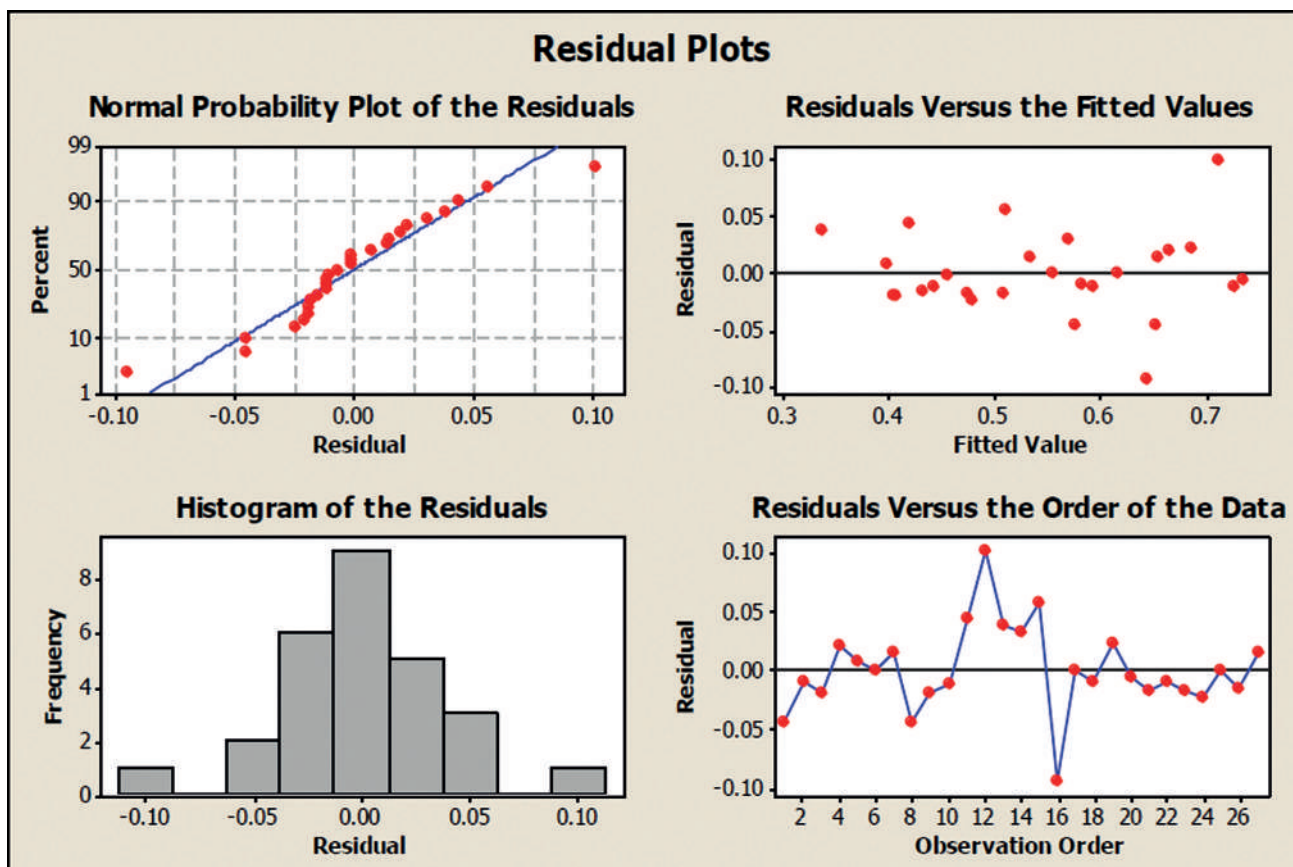 Residual Plots
Normal Probability Plot of the Residuals
99
90
50
10
1
Percent
-0.10 -0.05 0.00 0.05 0.10
Residual
Residuals Versus the Fitted Values
0.10
0.05
0.00
-0.05
-0.10
Residual
0.3 0.4 0.5 0.6 0.7
Fitted Value
Histogram of the Residuals
8
6
4
2
0
Frequency
-0.10 -0.05 0.00 0.05 0.10
Residual
Residuals Versus the Order of the Data
0.10
0.05
0.00
-0.05
-0.10
Residual
2 4 6 8 10 12 14 16 18 20 22 24 26
Observation Order